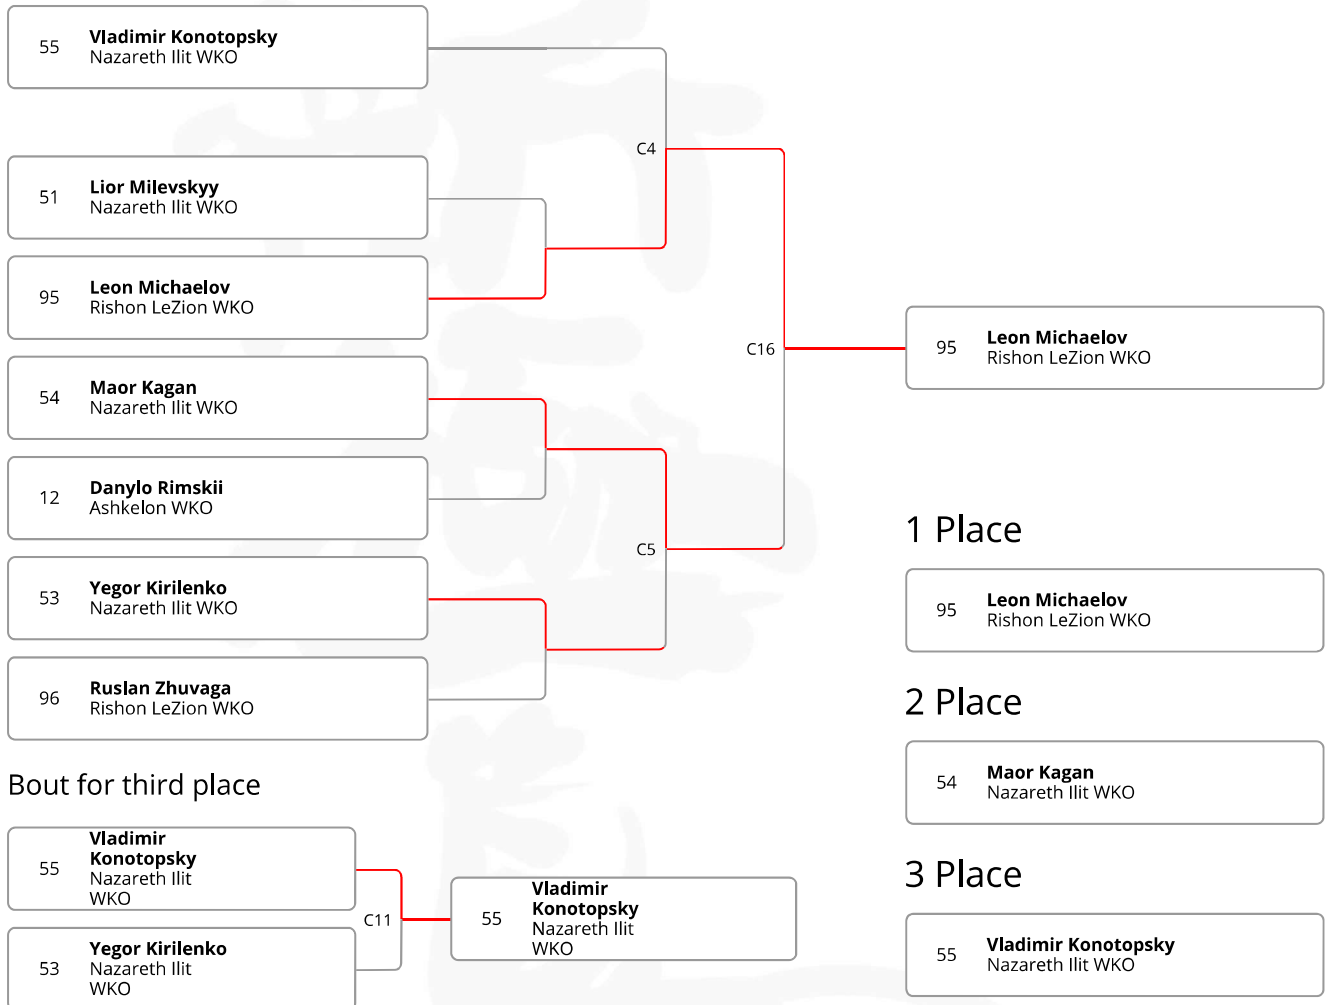 55
Vladimir Konotopsky
Nazareth Ilit WKO
C4
51
Lior Milevskyy
Nazareth Ilit WKO
95
Leon Michaelov
Rishon LeZion WKO
C16
95
Leon Michaelov
Rishon LeZion WKO
54
Maor Kagan
Nazareth Ilit WKO
12
Danylo Rimskii
Ashkelon WKO
C5
53
Yegor Kirilenko
Nazareth Ilit WKO
96
Ruslan Zhuvaga
Rishon LeZion WKO
1 Place
95
Leon Michaelov
Rishon LeZion WKO
2 Place
54
Maor Kagan
Nazareth Ilit WKO
3 Place
55
Vladimir Konotopsky
Nazareth Ilit WKO
Bout for third place
55
Vladimir
Konotopsky
Nazareth Ilit
WKO
C11
53
Yegor Kirilenko
Nazareth Ilit
WKO
55
Vladimir
Konotopsky
Nazareth Ilit
WKO